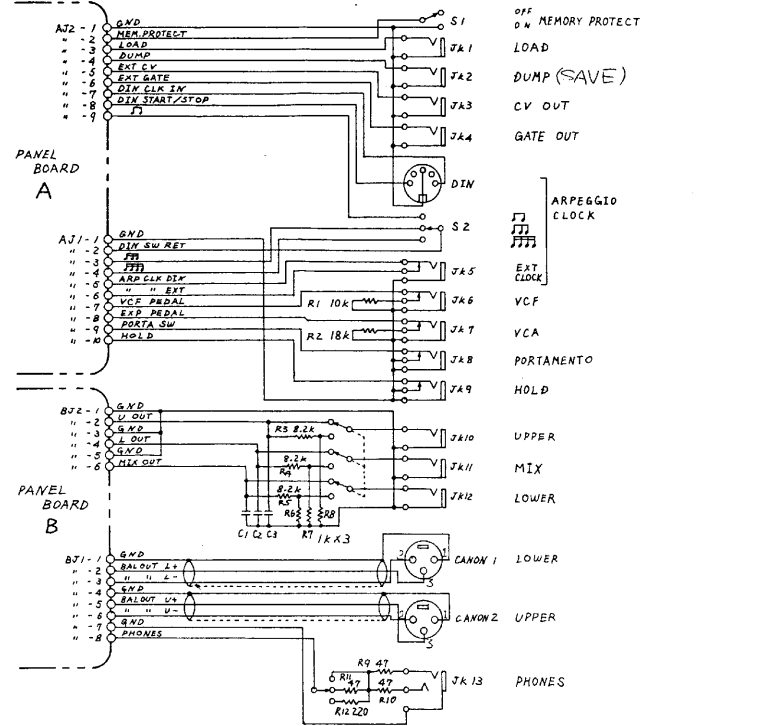 AJ2 - 1 GND
" - 2 MEM.PROTECT
" - 3 LOAD
" - 4 DUMP
" - 5 EXT CV
" - 6 EXT GATE
" - 7 DIN CLK IN
" - 8 DIN START/STOP
" - 9
S1 OFF
ON MEMORY PROTECT
Jk1 LOAD
Jk2 DUMP (SAVE)
Jk3 CV OUT
Jk4 GATE OUT
DIN
PANEL
BOARD
A
ARPEGGIO
CLOCK
S2
AJ1 - 1 GND
" - 2 DIN SW RET
" - 3
" - 4
" - 5 ARP CLK DIN
" - 6 " " EXT
" - 7 VCF PEDAL
" - 8 EXP PEDAL
" - 9 PORTA SW
" - 10 HOLD
Jk5 EXT
CLOCK
R1 10k Jk6 VCF
R2 18k Jk7 VCA
Jk8 PORTAMENTO
Jk9 HOLD
BJ2 - 1 GND
" - 2 U OUT
" - 3 GND
" - 4 L OUT
" - 5 GND
" - 6 MIX OUT
R3 8.2k
8.2k
R4
8.2k
R5
R6 R8
C1 C2 C3 R7 1k×3
Jk10 UPPER
Jk11 MIX
Jk12 LOWER
PANEL
BOARD
B
BJ1 - 1 GND
" - 2 BALOUT L+
" - 3 " " L-
" - 4 GND
" - 5 BALOUT U+
" - 6 " " U-
" - 7 GND
" - 8 PHONES
2 1
3
CANON 1 LOWER
2 1
3
CANON 2 UPPER
R9 47
R11
47 47
R10
R12 220
Jk13 PHONES